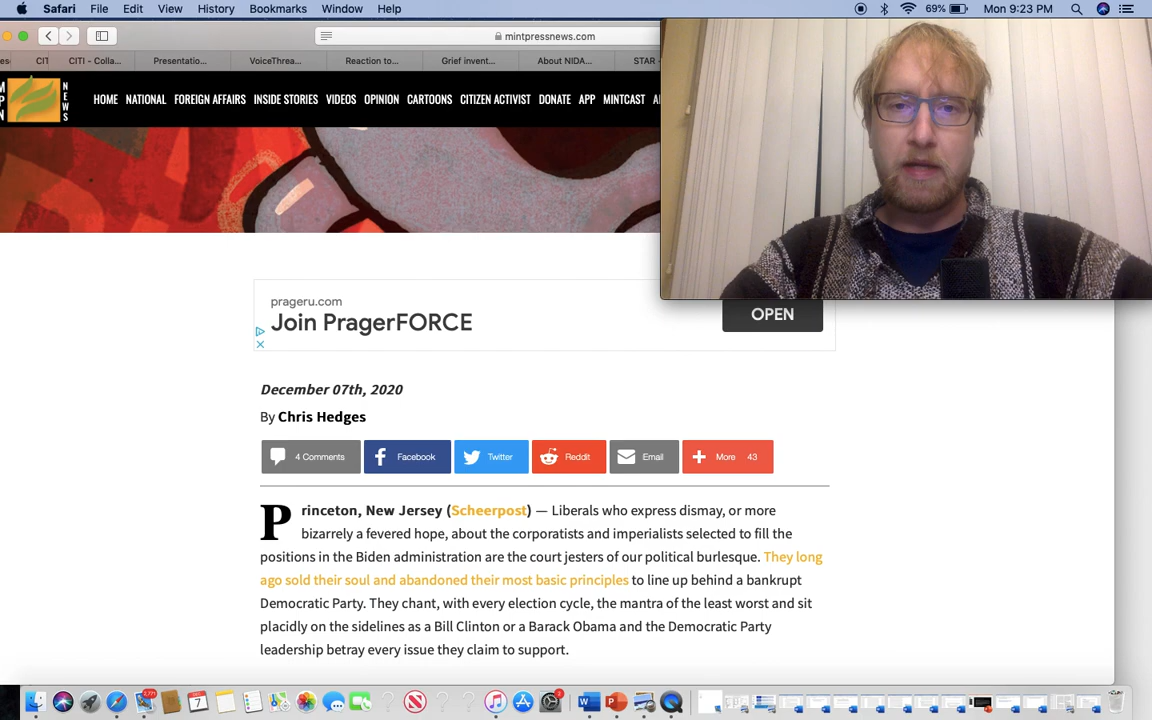 Safari File Edit View History Bookmarks Window Help 69% Mon 9:23 PM
mintpressnews.com
CIT CITI - Colla... Presentatio... VoiceThrea... Reaction to... Grief invent... About NIDA... STAR -
M P N NEWS HOME NATIONAL FOREIGN AFFAIRS INSIDE STORIES VIDEOS OPINION CARTOONS CITIZEN ACTIVIST DONATE APP MINTCAST
prageru.com
Join PragerFORCE
OPEN
December 07th, 2020
By Chris Hedges
4 Comments Facebook Twitter Reddit Email More 43
Princeton, New Jersey (Scheerpost) — Liberals who express dismay, or more
bizarrely a fevered hope, about the corporatists and imperialists selected to fill the
positions in the Biden administration are the court jesters of our political burlesque. They long
ago sold their soul and abandoned their most basic principles to line up behind a bankrupt
Democratic Party. They chant, with every election cycle, the mantra of the least worst and sit
placidly on the sidelines as a Bill Clinton or a Barack Obama and the Democratic Party
leadership betray every issue they claim to support.